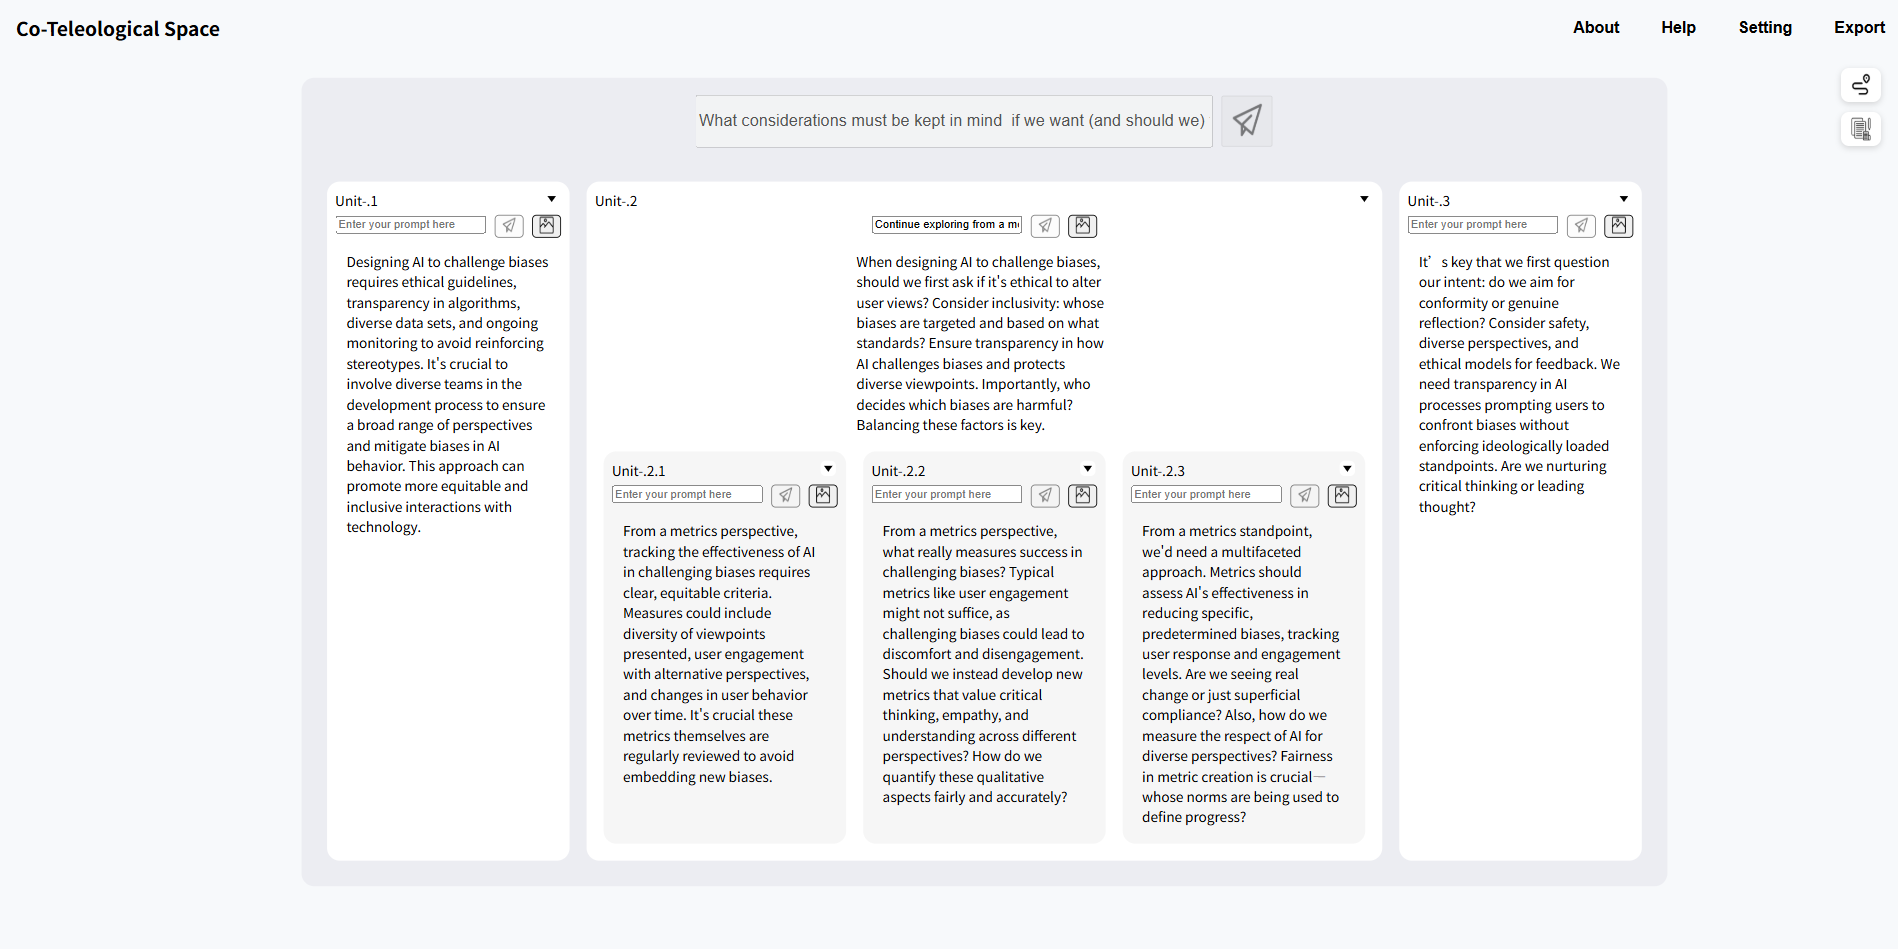 Co-Teleological Space
About
Help
Setting
Export
What considerations must be kept in mind  if we want (and should we)
Unit-.1
Enter your prompt here
Designing AI to challenge biases
requires ethical guidelines,
transparency in algorithms,
diverse data sets, and ongoing
monitoring to avoid reinforcing
stereotypes. It's crucial to
involve diverse teams in the
development process to ensure
a broad range of perspectives
and mitigate biases in AI
behavior. This approach can
promote more equitable and
inclusive interactions with
technology.
Unit-.2
Continue exploring from a
When designing AI to challenge biases,
should we first ask if it's ethical to alter
user views? Consider inclusivity: whose
biases are targeted and based on what
standards? Ensure transparency in how
AI challenges biases and protects
diverse viewpoints. Importantly, who
decides which biases are harmful?
Balancing these factors is key.
Unit-.2.1
Enter your prompt here
From a metrics perspective,
tracking the effectiveness of AI
in challenging biases requires
clear, equitable criteria.
Measures could include
diversity of viewpoints
presented, user engagement
with alternative perspectives,
and changes in user behavior
over time. It's crucial these
metrics themselves are
regularly reviewed to avoid
embedding new biases.
Unit-.2.2
Enter your prompt here
From a metrics perspective,
what really measures success in
challenging biases? Typical
metrics like user engagement
might not suffice, as
challenging biases could lead to
discomfort and disengagement.
Should we instead develop new
metrics that value critical
thinking, empathy, and
understanding across different
perspectives? How do we
quantify these qualitative
aspects fairly and accurately?
Unit-.2.3
Enter your prompt here
From a metrics standpoint,
we'd need a multifaceted
approach. Metrics should
assess AI's effectiveness in
reducing specific,
predetermined biases, tracking
user response and engagement
levels. Are we seeing real
change or just superficial
compliance? Also, how do we
measure the respect of AI for
diverse perspectives? Fairness
in metric creation is crucial—
whose norms are being used to
define progress?
Unit-.3
Enter your prompt here
It’s key that we first question
our intent: do we aim for
conformity or genuine
reflection? Consider safety,
diverse perspectives, and
ethical models for feedback. We
need transparency in AI
processes prompting users to
confront biases without
enforcing ideologically loaded
standpoints. Are we nurturing
critical thinking or leading
thought?